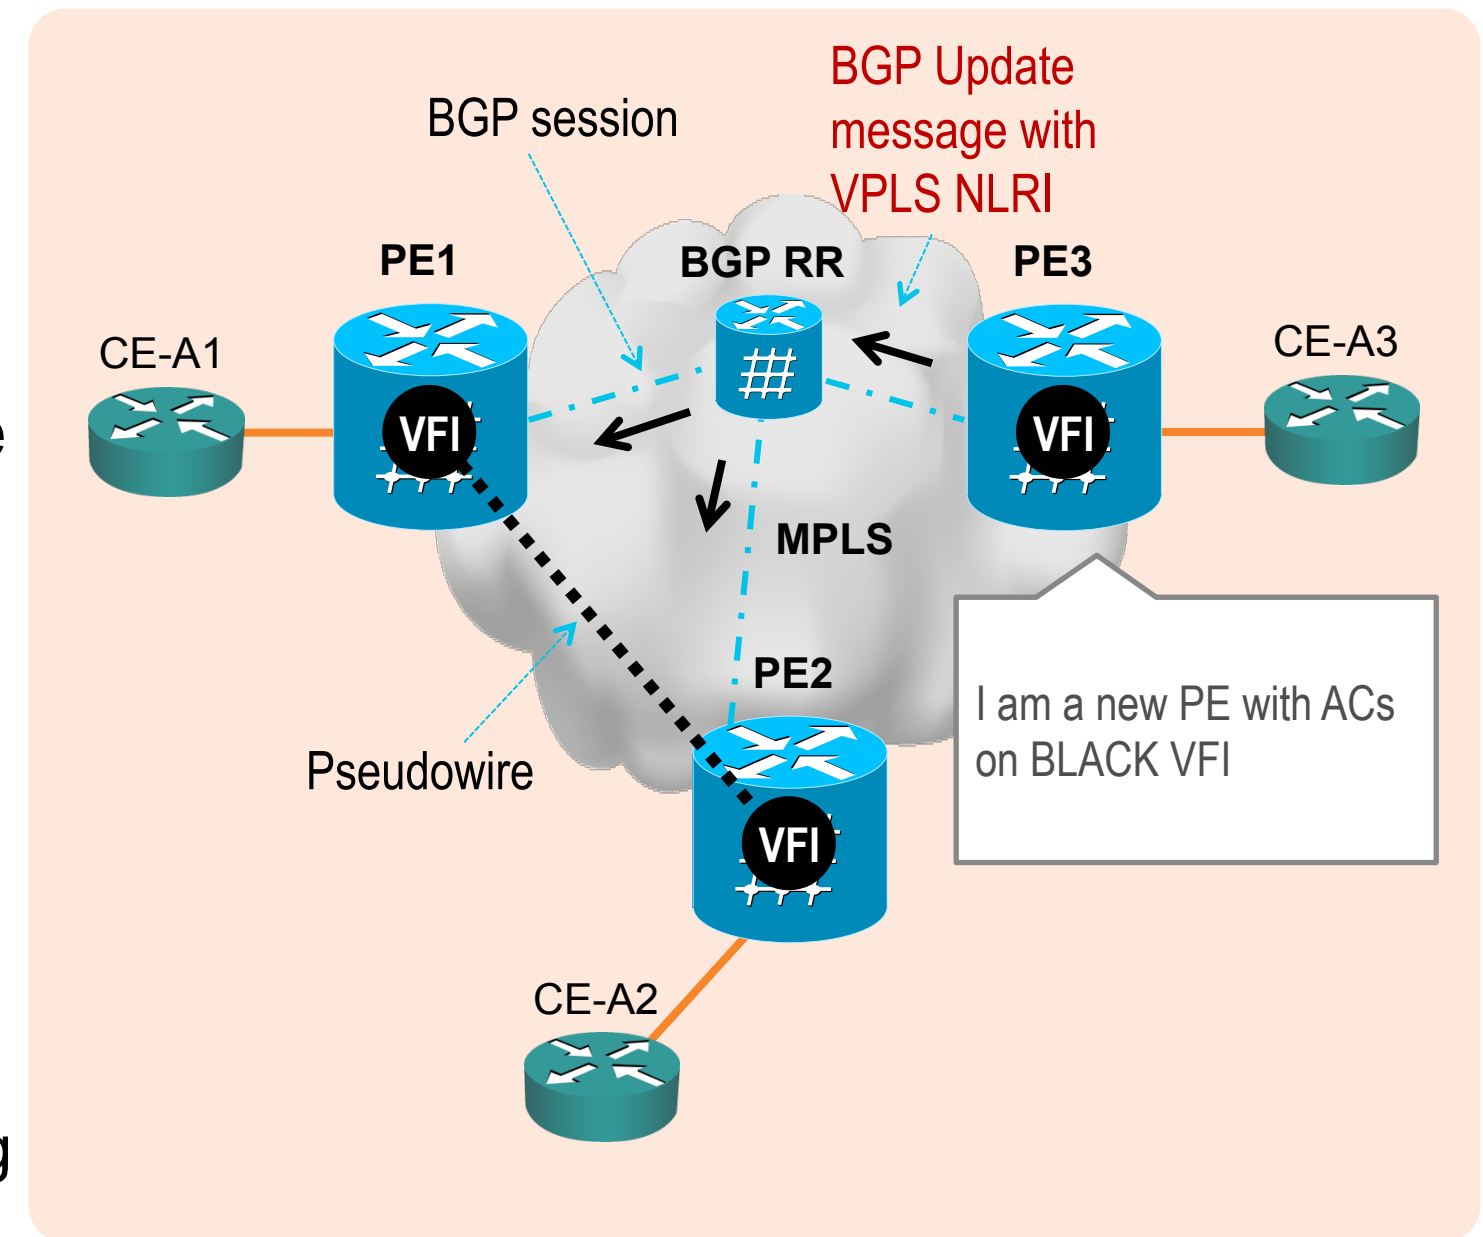 BGP Update
message with
VPLS NLRI
BGP session
PE1
BGP RR
PE3
CE-A1
CE-A3
VFI
VFI
MPLS
PE2
I am a new PE with ACs
on BLACK VFI
Pseudowire
VFI
CE-A2
e
g